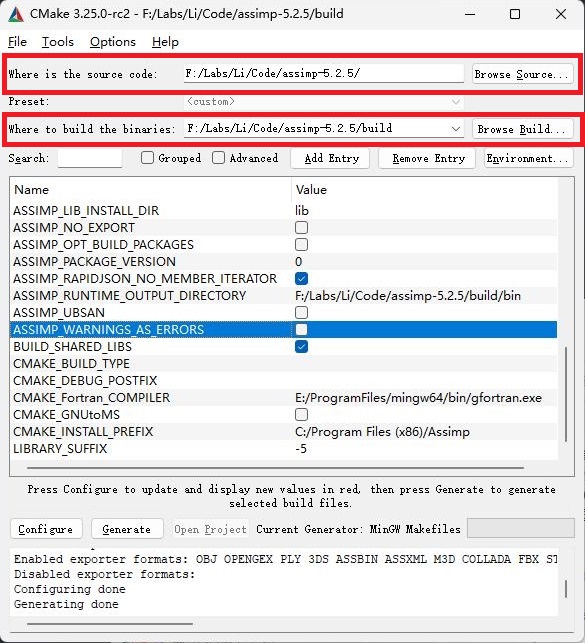 CMake 3.25.0-rc2 - F:/Labs/Li/Code/assimp-5.2.5/build
File Tools Options Help
Where is the source code: F:/Labs/Li/Code/assimp-5.2.5/ Browse Source...
Preset: <custom>
Where to build the binaries: F:/Labs/Li/Code/assimp-5.2.5/build Browse Build...
Search: Grouped Advanced Add Entry Remove Entry Environment...
Name Value
ASSIMP_LIB_INSTALL_DIR lib
ASSIMP_NO_EXPORT
ASSIMP_OPT_BUILD_PACKAGES
ASSIMP_PACKAGE_VERSION 0
ASSIMP_RAPIDJSON_NO_MEMBER_ITERATOR
ASSIMP_RUNTIME_OUTPUT_DIRECTORY F:/Labs/Li/Code/assimp-5.2.5/build/bin
ASSIMP_UBSAN
ASSIMP_WARNINGS_AS_ERRORS
BUILD_SHARED_LIBS
CMAKE_BUILD_TYPE
CMAKE_DEBUG_POSTFIX
CMAKE_Fortran_COMPILER E:/ProgramFiles/mingw64/bin/gfortran.exe
CMAKE_GNUtoMS
CMAKE_INSTALL_PREFIX C:/Program Files (x86)/Assimp
LIBRARY_SUFFIX -5
Press Configure to update and display new values in red, then press Generate to generate
selected build files.
Configure Generate Open Project Current Generator: MinGW Makefiles
Enabled exporter formats: OBJ OPENGEX PLY 3DS ASSBIN ASSXML M3D COLLADA FBX ST
Disabled exporter formats:
Configuring done
Generating done